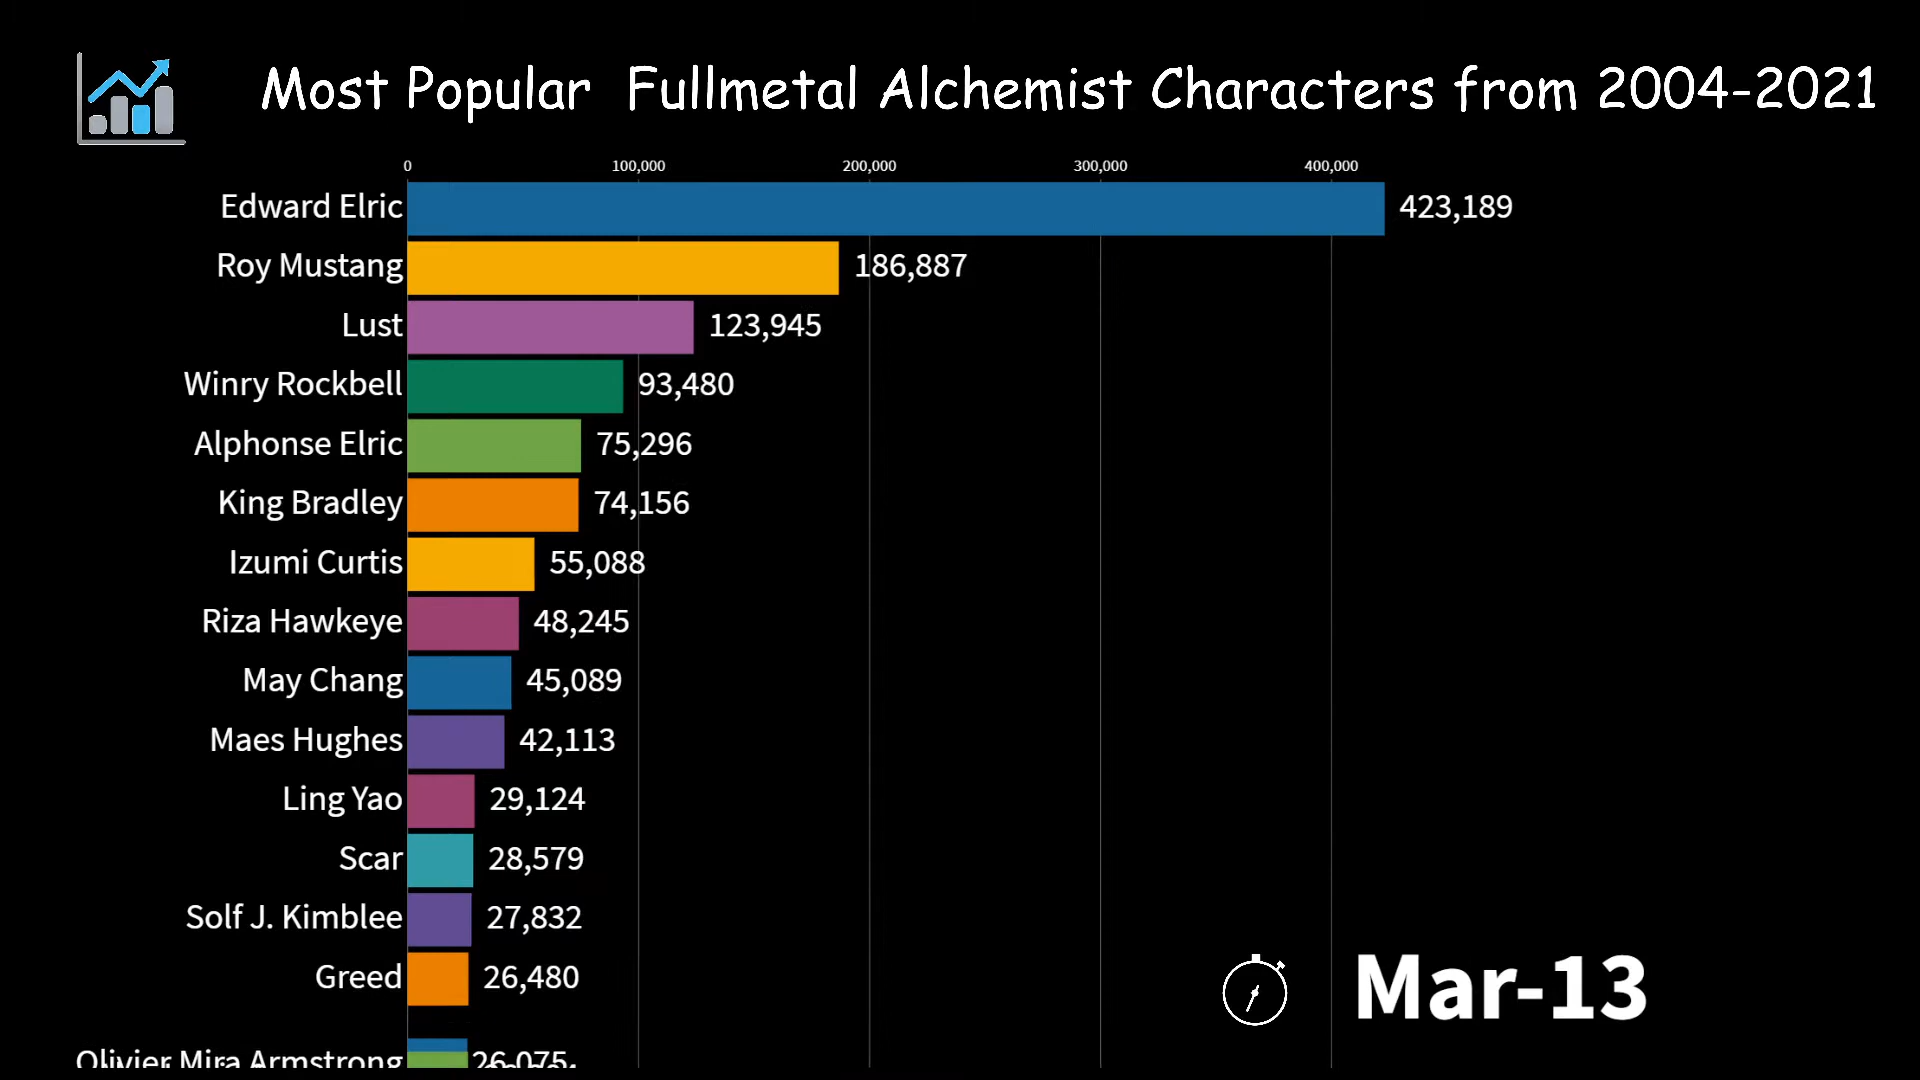 Most Popular Fullmetal Alchemist Characters from 2004-2021
0 100,000 200,000 300,000 400,000
Edward Elric 423,189
Roy Mustang 186,887
Lust 123,945
Winry Rockbell 93,480
Alphonse Elric 75,296
King Bradley 74,156
Izumi Curtis 55,088
Riza Hawkeye 48,245
May Chang 45,089
Maes Hughes 42,113
Ling Yao 29,124
Scar 28,579
Solf J. Kimblee 27,832
Greed 26,480
Olivier Mira Armstrong 26,075
Mar-13